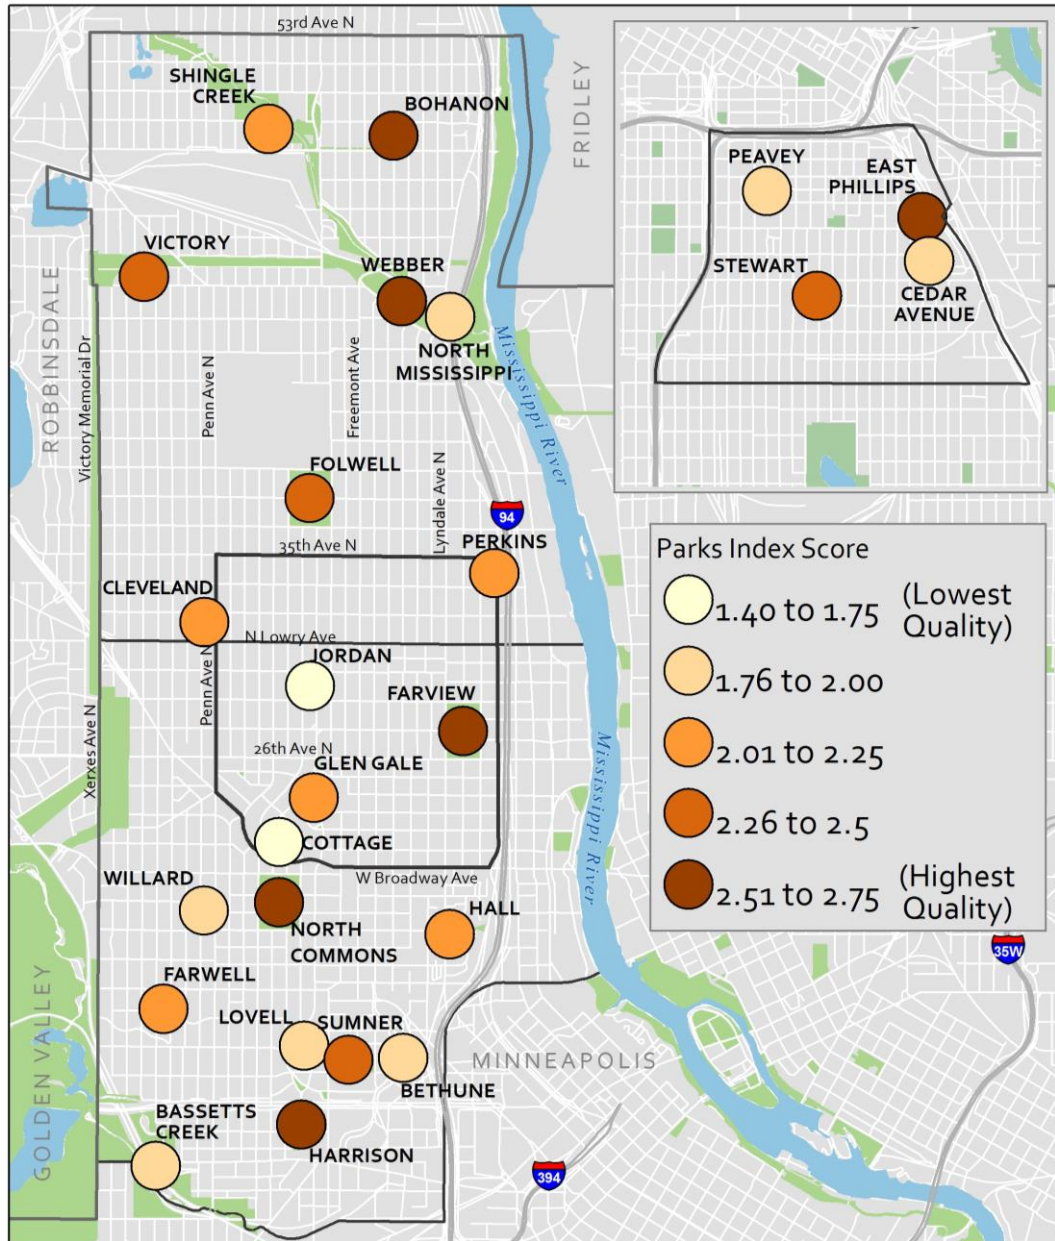 53rd Ave N
SHINGLE
CREEK
BOHANON
FRIDLEY
PEAVEY
EAST
PHILLIPS
STEWART
CEDAR
AVENUE
VICTORY
WEBBER
NORTH
MISSISSIPPI
Mississippi River
ROBBINSDALE
Victory Memorial Dr
Penn Ave N
Freemont Ave
Lyndale Ave N
FOLWELL
94
35th Ave N
PERKINS
CLEVELAND
N Lowry Ave
JORDAN
Penn Ave N
FARVIEW
Xerxes Ave N
26th Ave N
GLEN GALE
Mississippi River
COTTAGE
W Broadway Ave
WILLARD
NORTH
COMMONS
HALL
FARWELL
LOVELL
SUMNER
BETHUNE
MINNEAPOLIS
GOLDEN VALLEY
BASSETTS
CREEK
HARRISON
394
35W
Parks Index Score
1.40 to 1.75 (Lowest
Quality)
1.76 to 2.00
2.01 to 2.25
2.26 to 2.5
2.51 to 2.75 (Highest
Quality)